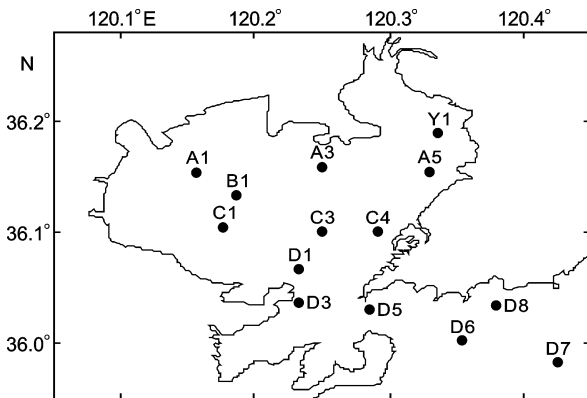 120.1°E 120.2° 120.3° 120.4°
N
36.2°
Y1
A1 A3 A5
B1
C1 C3 C4
36.1°
D1
D3 D5 D8
D6
36.0°
D7